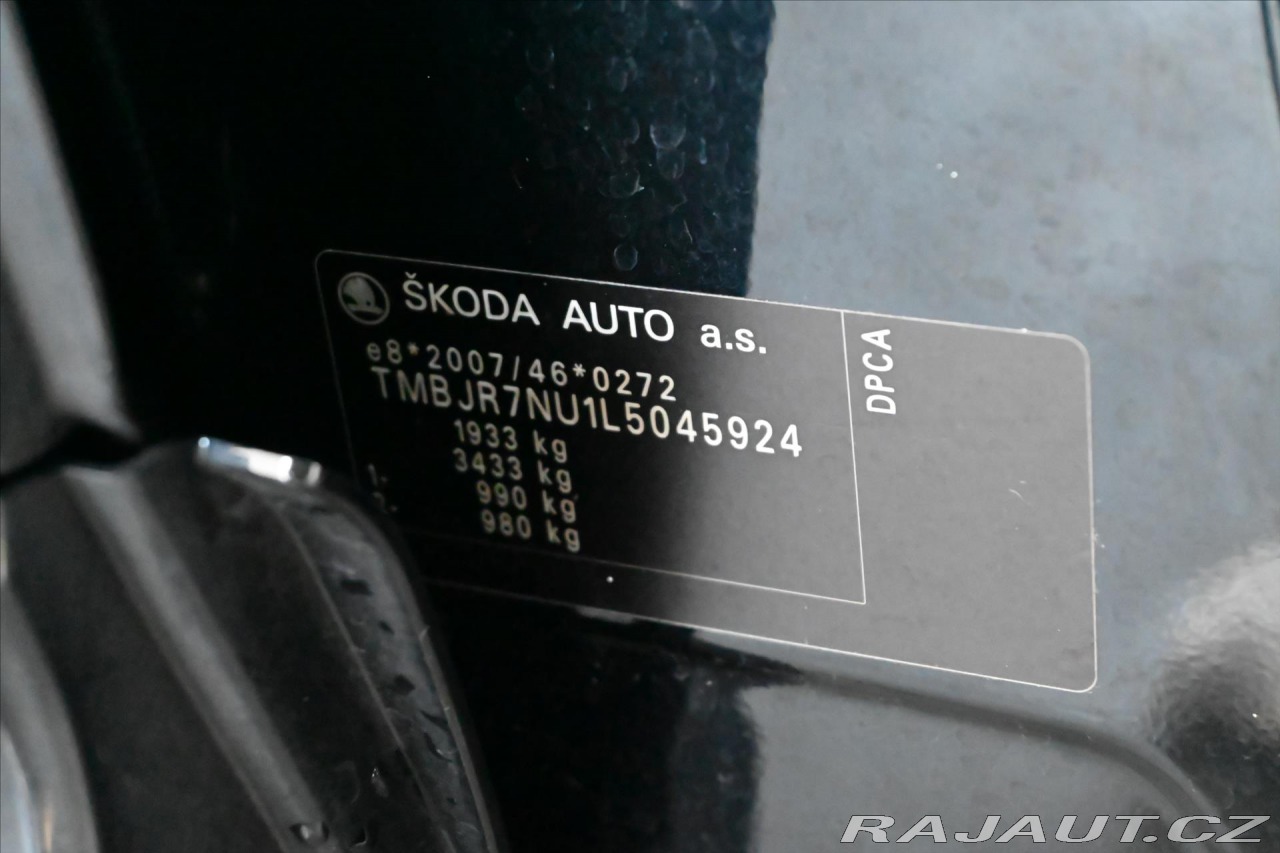 ŠKODA AUTO a.s.
e8*2007/46*0272
TMBJR7NU1L5045924
1933 kg
3433 kg
1. 990 kg
2. 980 kg
DPCA
RAJAUT.CZ